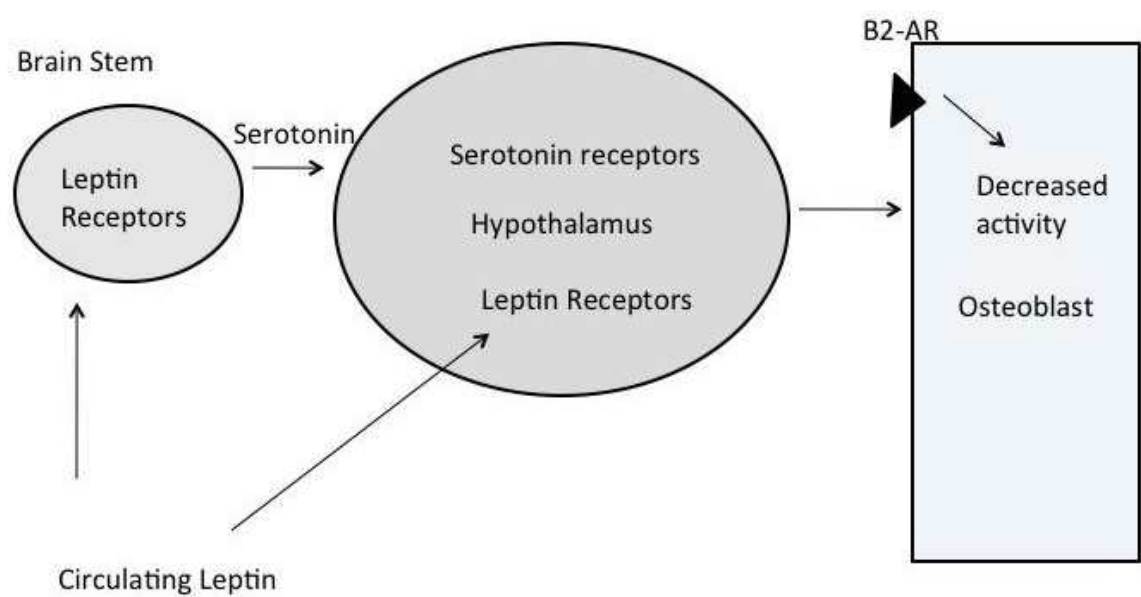 Brain Stem
Leptin
Receptors
Serotonin
Serotonin receptors
Hypothalamus
Leptin Receptors
Circulating Leptin
B2-AR
Decreased
activity
Osteoblast